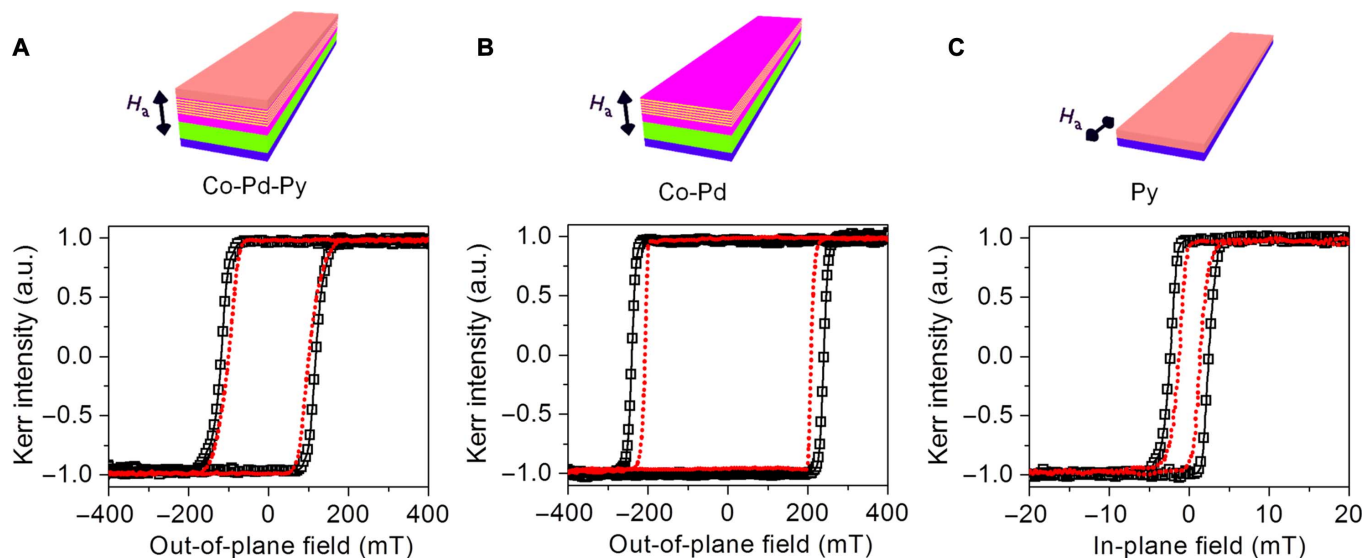 A
Hₐ
Co-Pd-Py
Kerr intensity (a.u.)
1.0
0.5
0.0
−0.5
−1.0
−400 −200 0 200 400
Out-of-plane field (mT)
B
Hₐ
Co-Pd
Kerr intensity (a.u.)
1.0
0.5
0.0
−0.5
−1.0
−400 −200 0 200 400
Out-of-plane field (mT)
C
Hₐ
Py
Kerr intensity (a.u.)
1.0
0.5
0.0
−0.5
−1.0
−20 −10 0 10 20
In-plane field (mT)